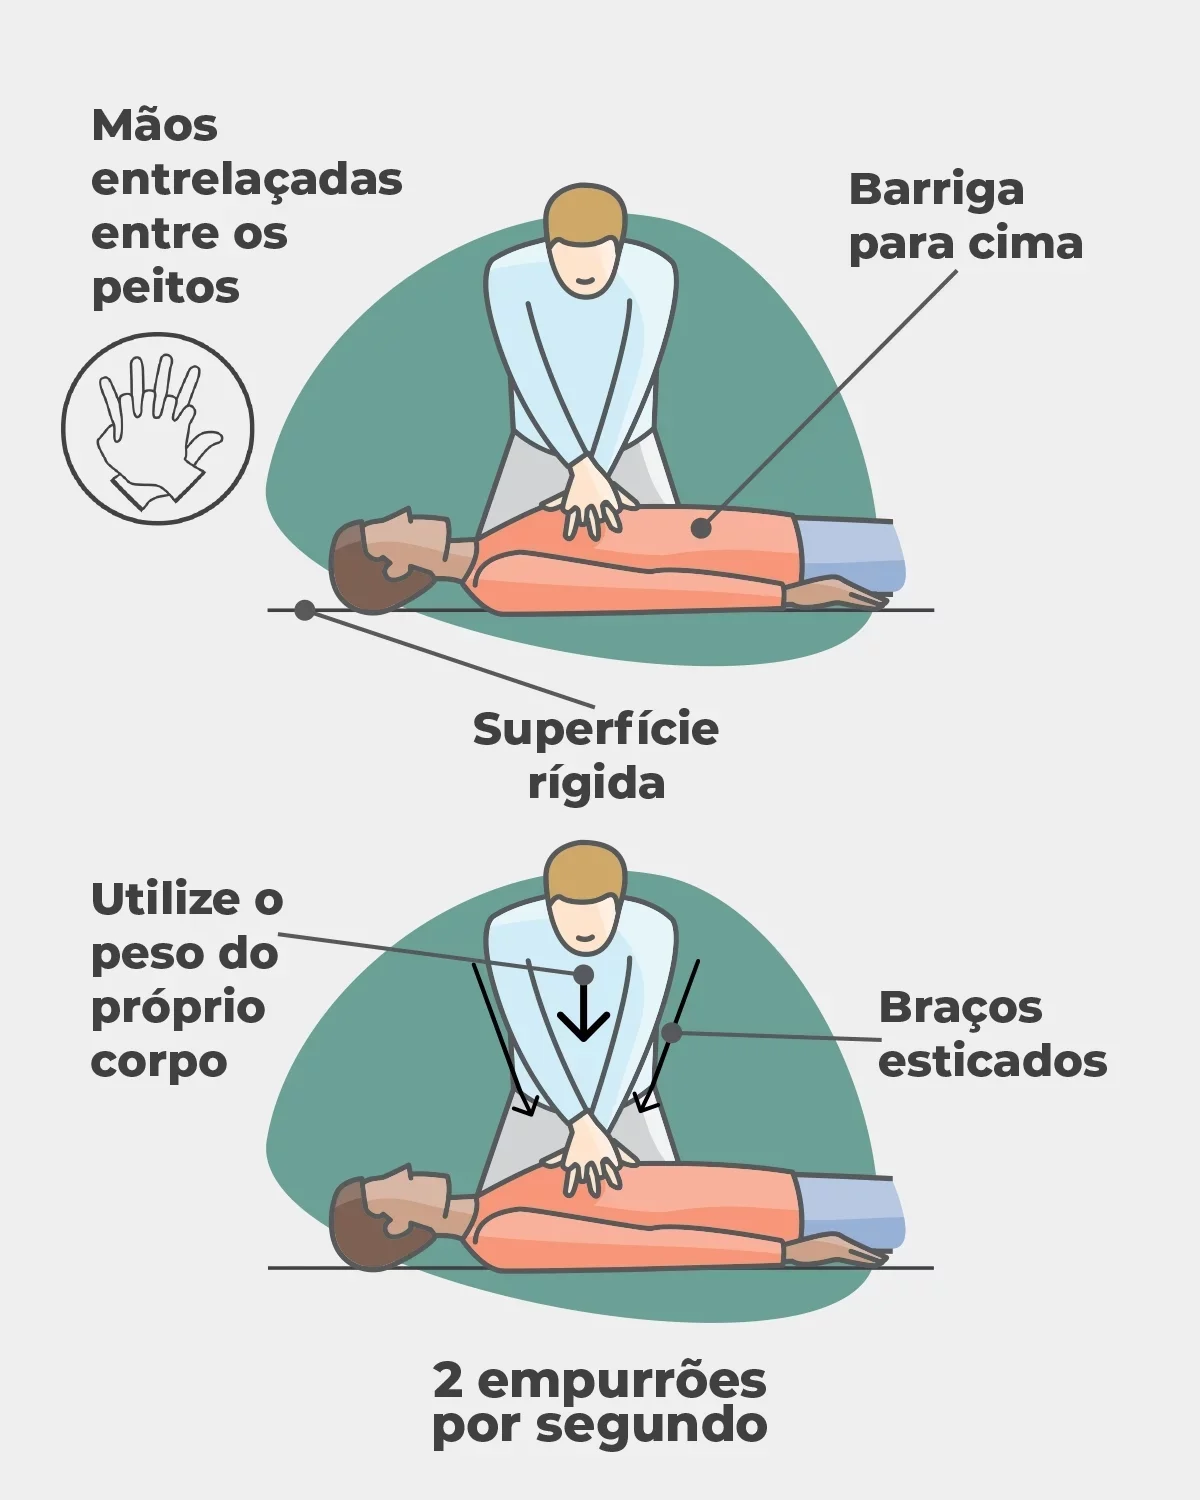 Mãos
entrelaçadas
entre os
peitos
Barriga
para cima
Superfície
rígida
Utilize o
peso do
próprio
corpo
Braços
esticados
2 empurrões
por segundo